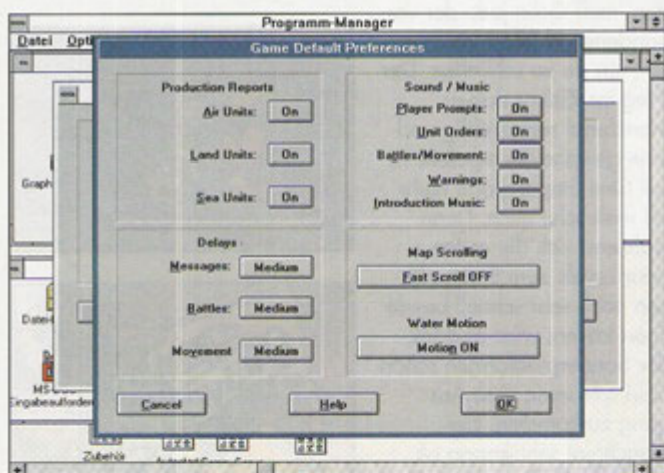 Programm-Manager
Datei Opti
Game Default Preferences
Production Reports
Air Units: On
Land Units: On
Sea Units: On
Sound / Music
Player Prompts: On
Unit Orders: On
Battles/Movement: On
Warnings: On
Introduction Music: On
Delays
Messages: Medium
Battles: Medium
Movement Medium
Map Scrolling
Fast Scroll OFF
Water Motion
Motion ON
Cancel Help OK
Graph
Datei-
MS-D
Eingabeaufforder
Zubehör